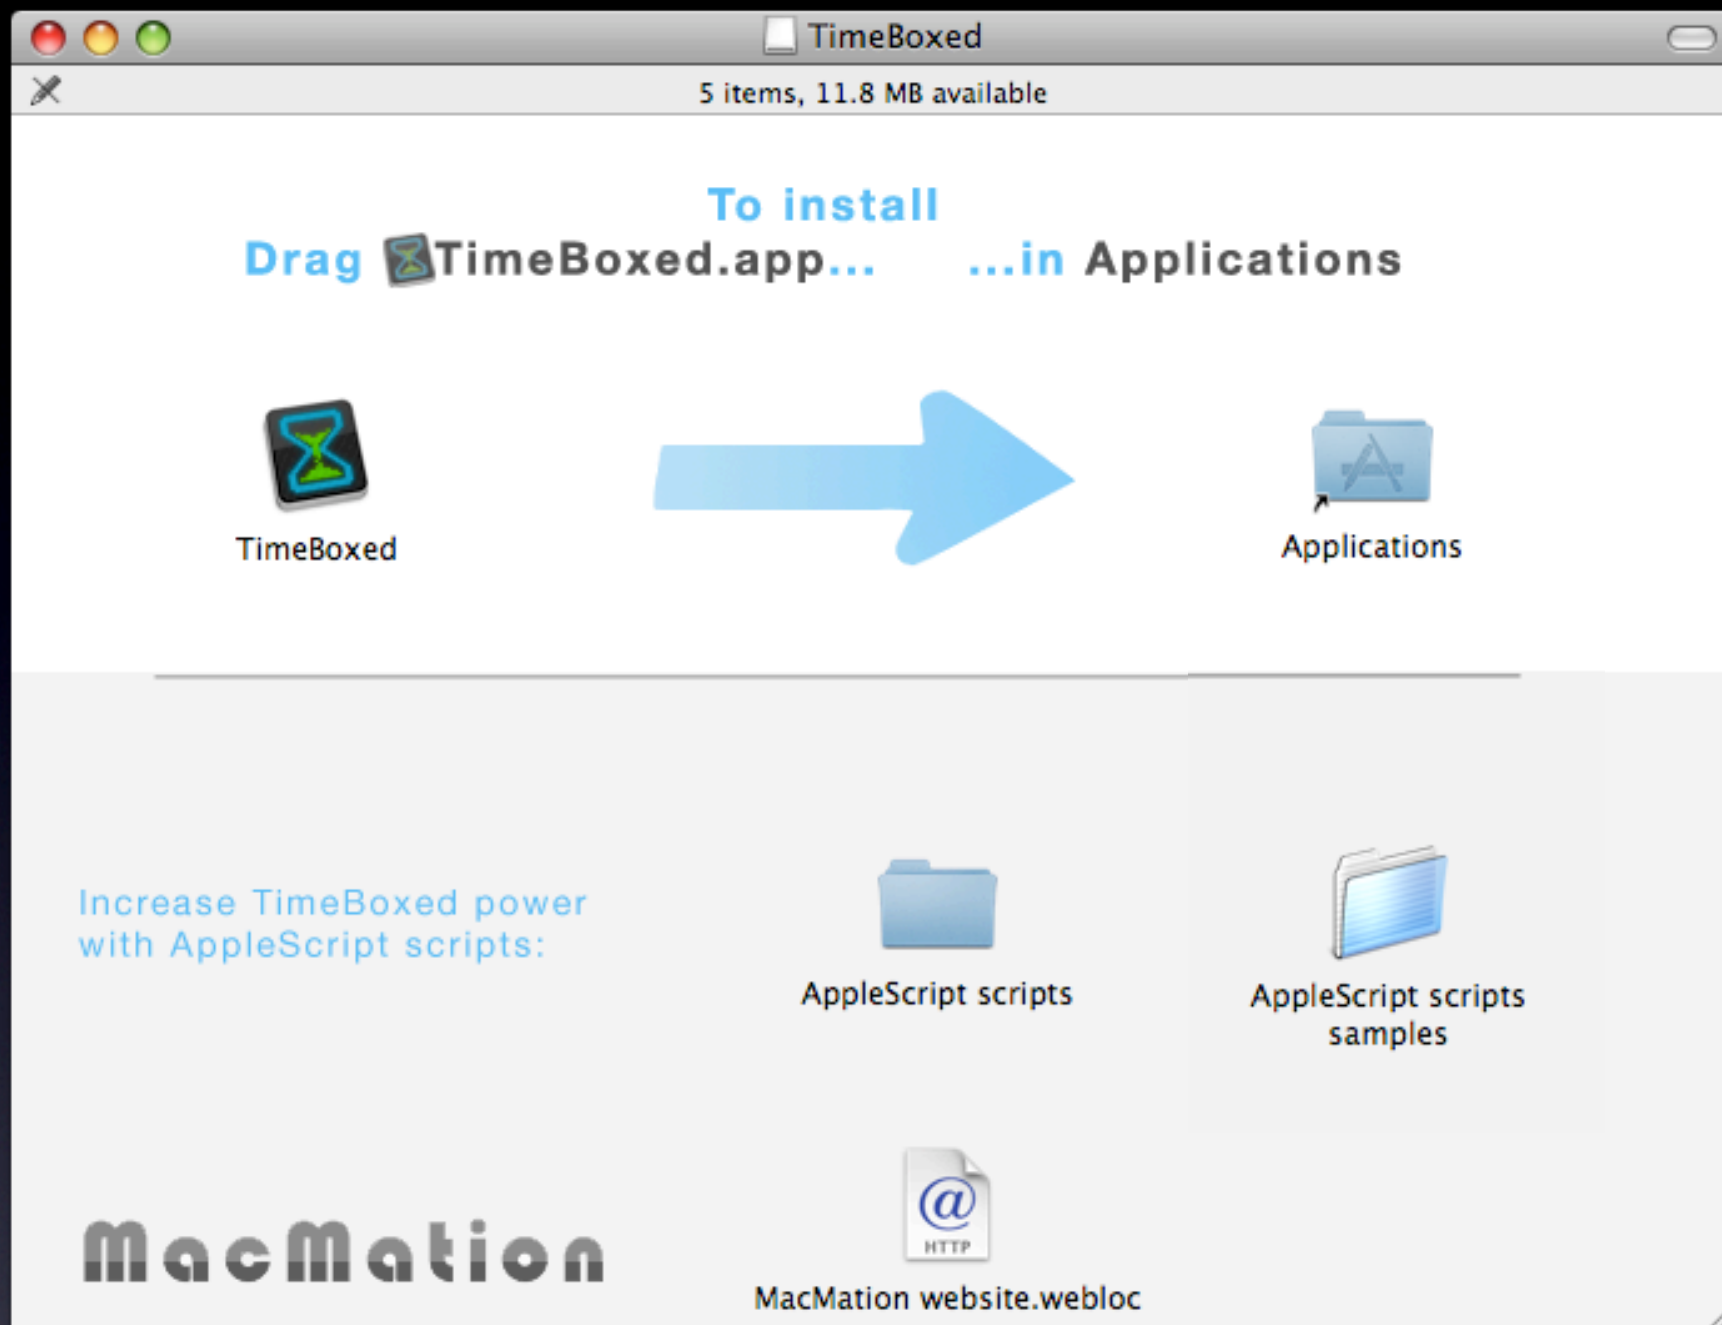 TimeBoxed
5 items, 11.8 MB available
To install
Drag TimeBoxed.app... ...in Applications
TimeBoxed
Applications
Increase TimeBoxed power
with AppleScript scripts:
AppleScript scripts
AppleScript scripts
samples
HTTP
MacMation
MacMation website.webloc